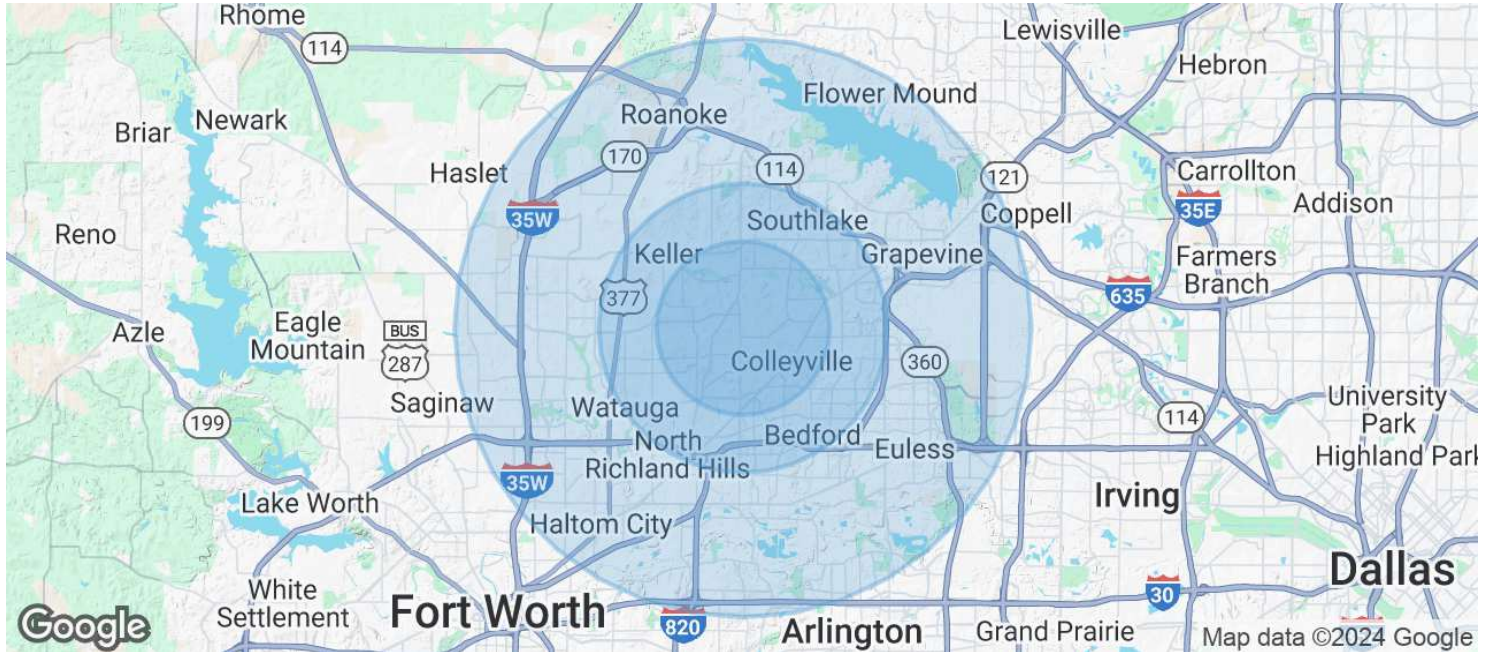 Rhome
114
Lewisville
Hebron
Flower Mound
Roanoke
Briar
Newark
170
114
Haslet
121
Carrollton
35W
Southlake
Coppell
35E
Addison
Reno
Keller
Grapevine
Farmers
Branch
377
635
Azle
Eagle
Mountain
BUS
287
Colleyville
360
Saginaw
Watauga
199
North
Richland Hills
Bedford
Euless
114
University
Park
Highland Park
35W
Lake Worth
Irving
Haltom City
White
Settlement
Fort Worth
30
Dallas
820
Arlington
Grand Prairie
Google
Map data ©2024 Google